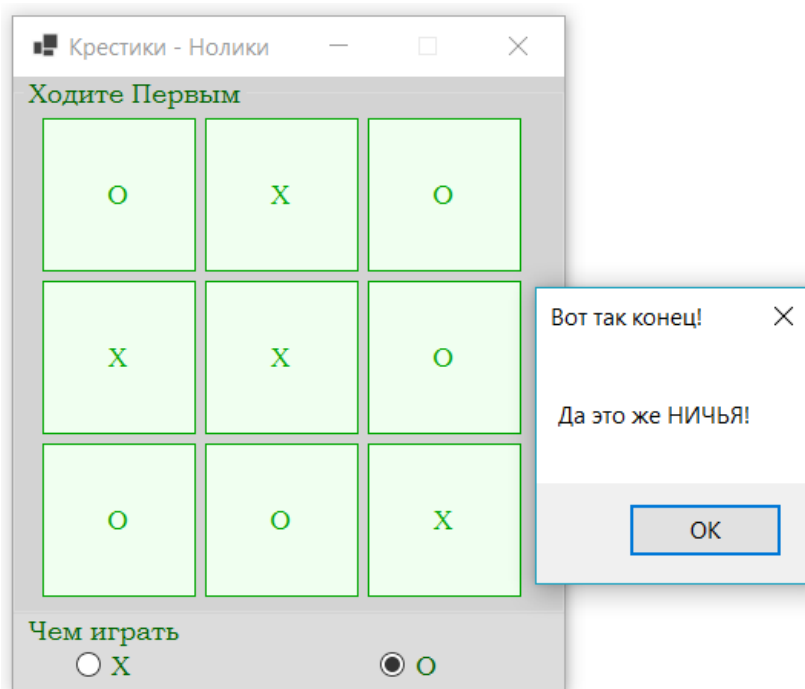 Крестики - Нолики
Ходите Первым
O X O
X X O
O O X
Вот так конец!
Да это же НИЧЬЯ!
OK
Чем играть
X O